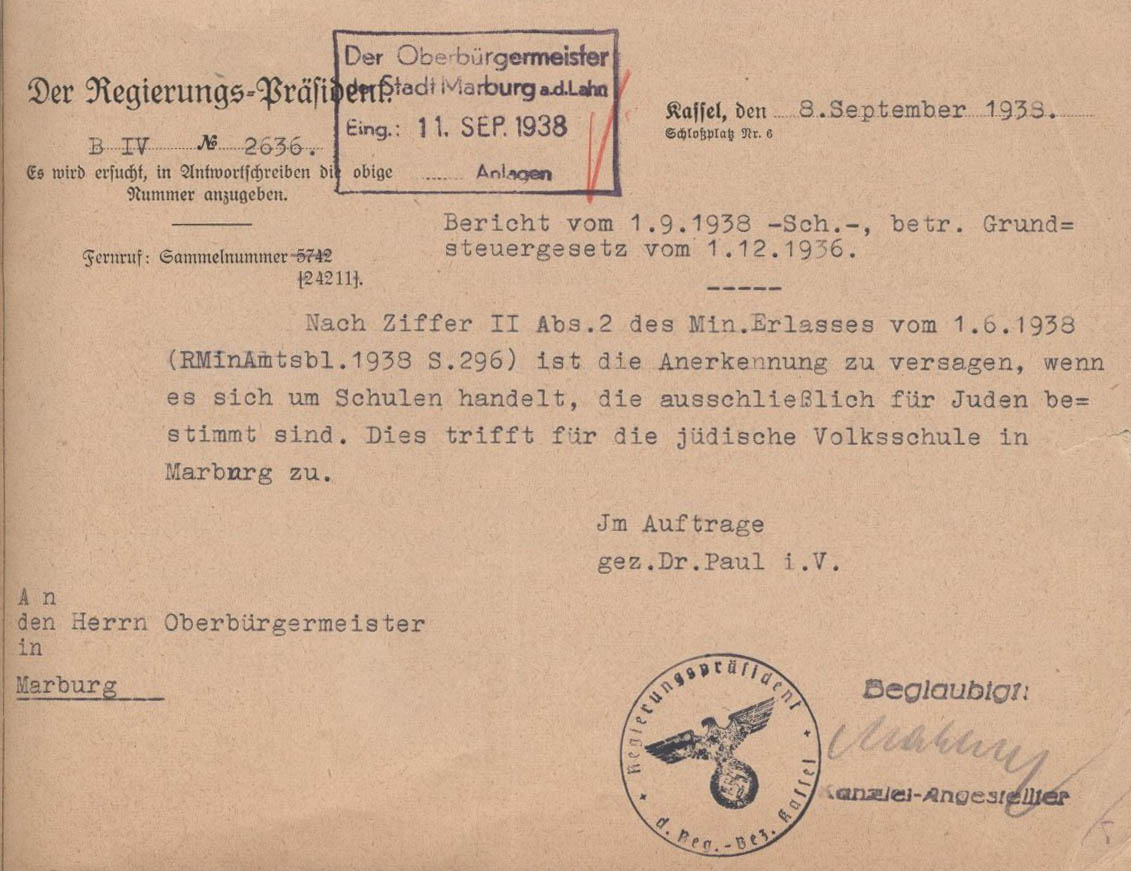 Der Regierungs-Präsident.
B IV № 2636.
Es wird ersucht, in Antwortschreiben die obige
Nummer anzugeben.
Fernruf: Sammelnummer 5742
{24211}.
Der Oberbürgermeister
der Stadt Marburg a.d.Lahn
Eing.: 11. SEP. 1938
Anlagen
Kassel, den 8.September 1938.
Schloßplatz Nr. 6
Bericht vom 1.9.1938 -Sch.-, betr. Grund=
steuergesetz vom 1.12.1936.
-----
Nach Ziffer II Abs.2 des Min.Erlasses vom 1.6.1938
(RMinAmtsbl.1938 S.296) ist die Anerkennung zu versagen, wenn
es sich um Schulen handelt, die ausschließlich für Juden be=
stimmt sind. Dies trifft für die jüdische Volksschule in
Marburg zu.
Jm Auftrage
gez.Dr.Paul i.V.
A n
den Herrn Oberbürgermeister
in
Marburg
Regierungspräsident
d. Reg.-Bez. Kassel
Beglaubigt:
Kanzlei-Angestellter